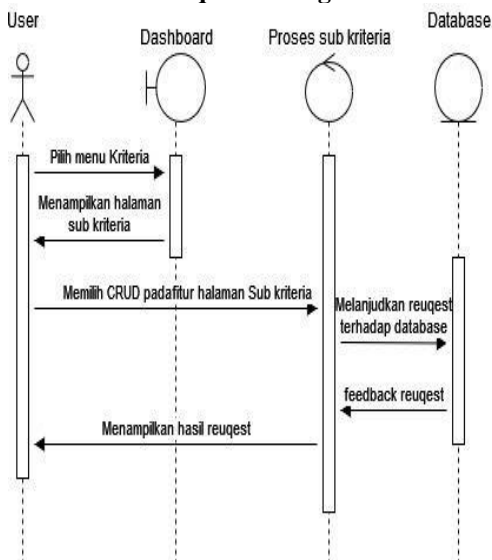 User
Dashboard
Proses sub kriteria
Database
Pilih menu Kriteria
Menampilkan halaman
sub kriteria
Memilih CRUD padafitur halaman Sub kriteria
Melanjudkan reuqest
terhadap database
feedback reuqest
Menampilkan hasil reuqest